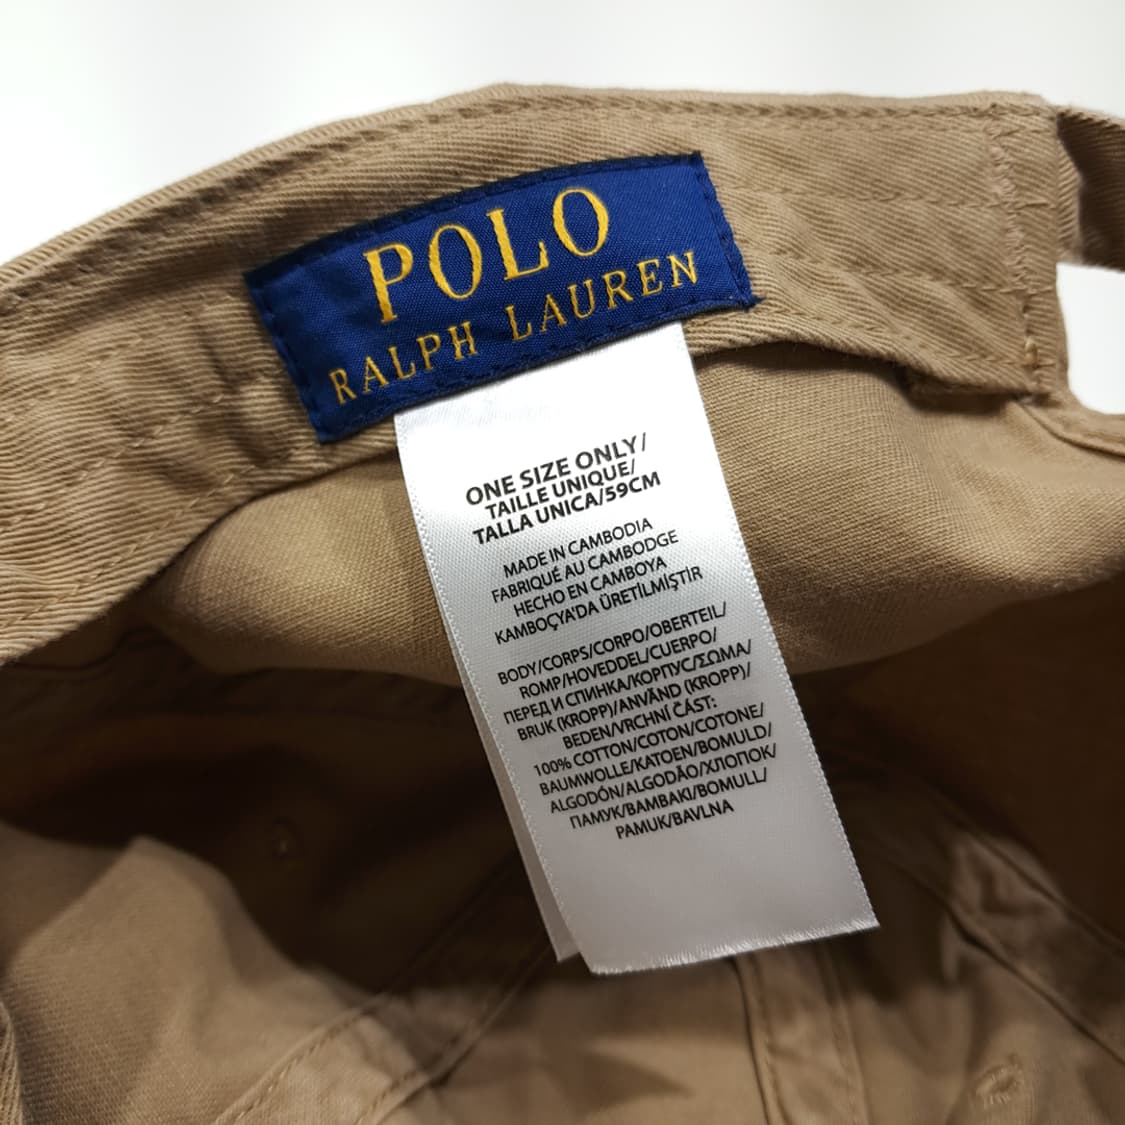 POLO
RALPH LAUREN
ONE SIZE ONLY/
TAILLE UNIQUE/
TALLA UNICA/59CM
MADE IN CAMBODIA
FABRIQUÉ AU CAMBODGE
HECHO EN CAMBOYA
KAMBOÇYA'DA ÜRETİLMİŞTİR
BODY/CORPS/CORPO/OBERTEIL/
ROMP/HOVEDDEL/CUERPO/
ПЕРЕД И СПИНКА/КОРПУС/ΣΩΜΑ/
BRUK (KROPP)/ANVÄND (KROPP)/
BEDEN/VRCHNÍ ČÁST:
100% COTTON/COTON/COTONE/
BAUMWOLLE/KATOEN/BOMULD/
ALGODÓN/ALGODÃO/ХЛОПОК/
ПАМУК/ΒΑΜΒΑΚΙ/BOMULL/
PAMUK/BAVLNA